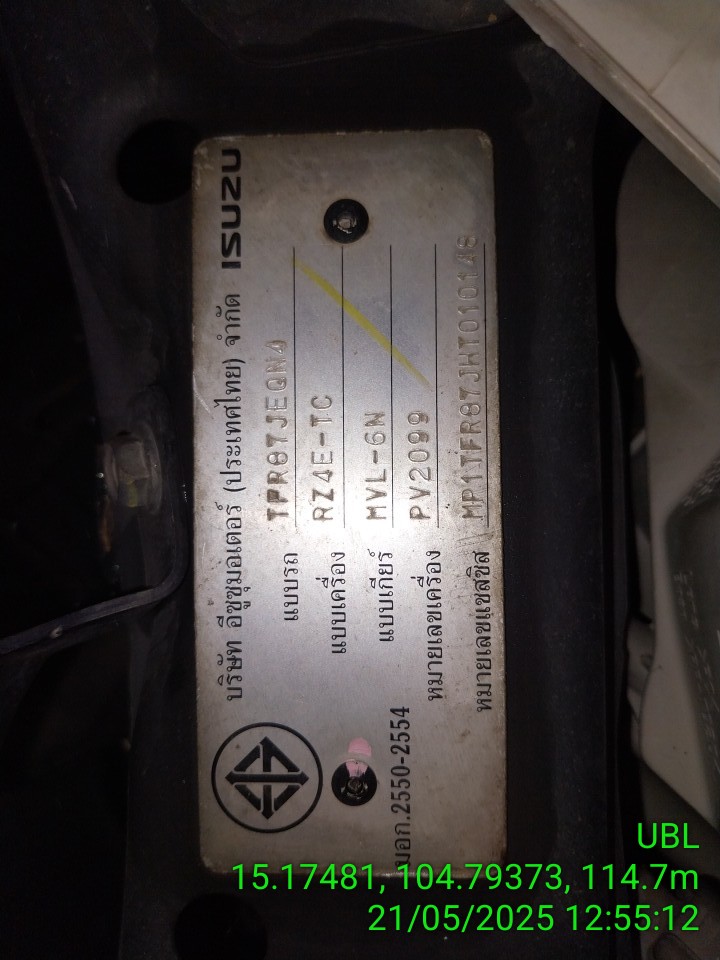 บริษัท อีซูซุมอเตอร์ (ประเทศไทย) จำกัด ISUZU
แบบรถ TFR87JEQN4
แบบเครื่อง RZ4E-TC
แบบเกียร์ MVL-6N
หมายเลขเครื่อง PV2099
หมายเลขแชสซิส MP1TFR87JHT010148
มอก.2550-2554
UBL
15.17481, 104.79373, 114.7m
21/05/2025 12:55:12